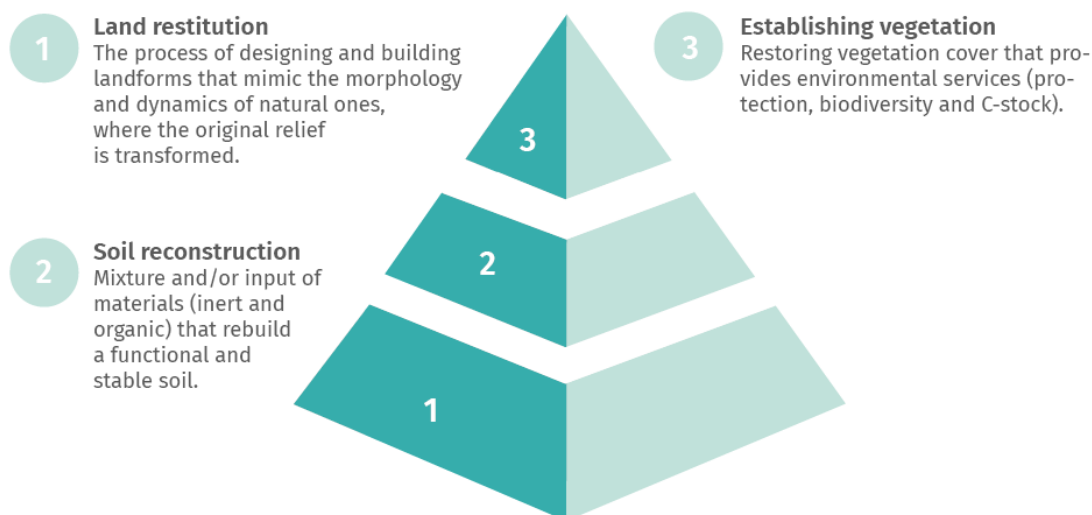 1
Land restitution
The process of designing and building
landforms that mimic the morphology
and dynamics of natural ones,
where the original relief
is transformed.
2
Soil reconstruction
Mixture and/or input of
materials (inert and
organic) that rebuild
a functional and
stable soil.
3
Establishing vegetation
Restoring vegetation cover that pro-
vides environmental services (pro-
tection, biodiversity and C-stock).
3
2
1